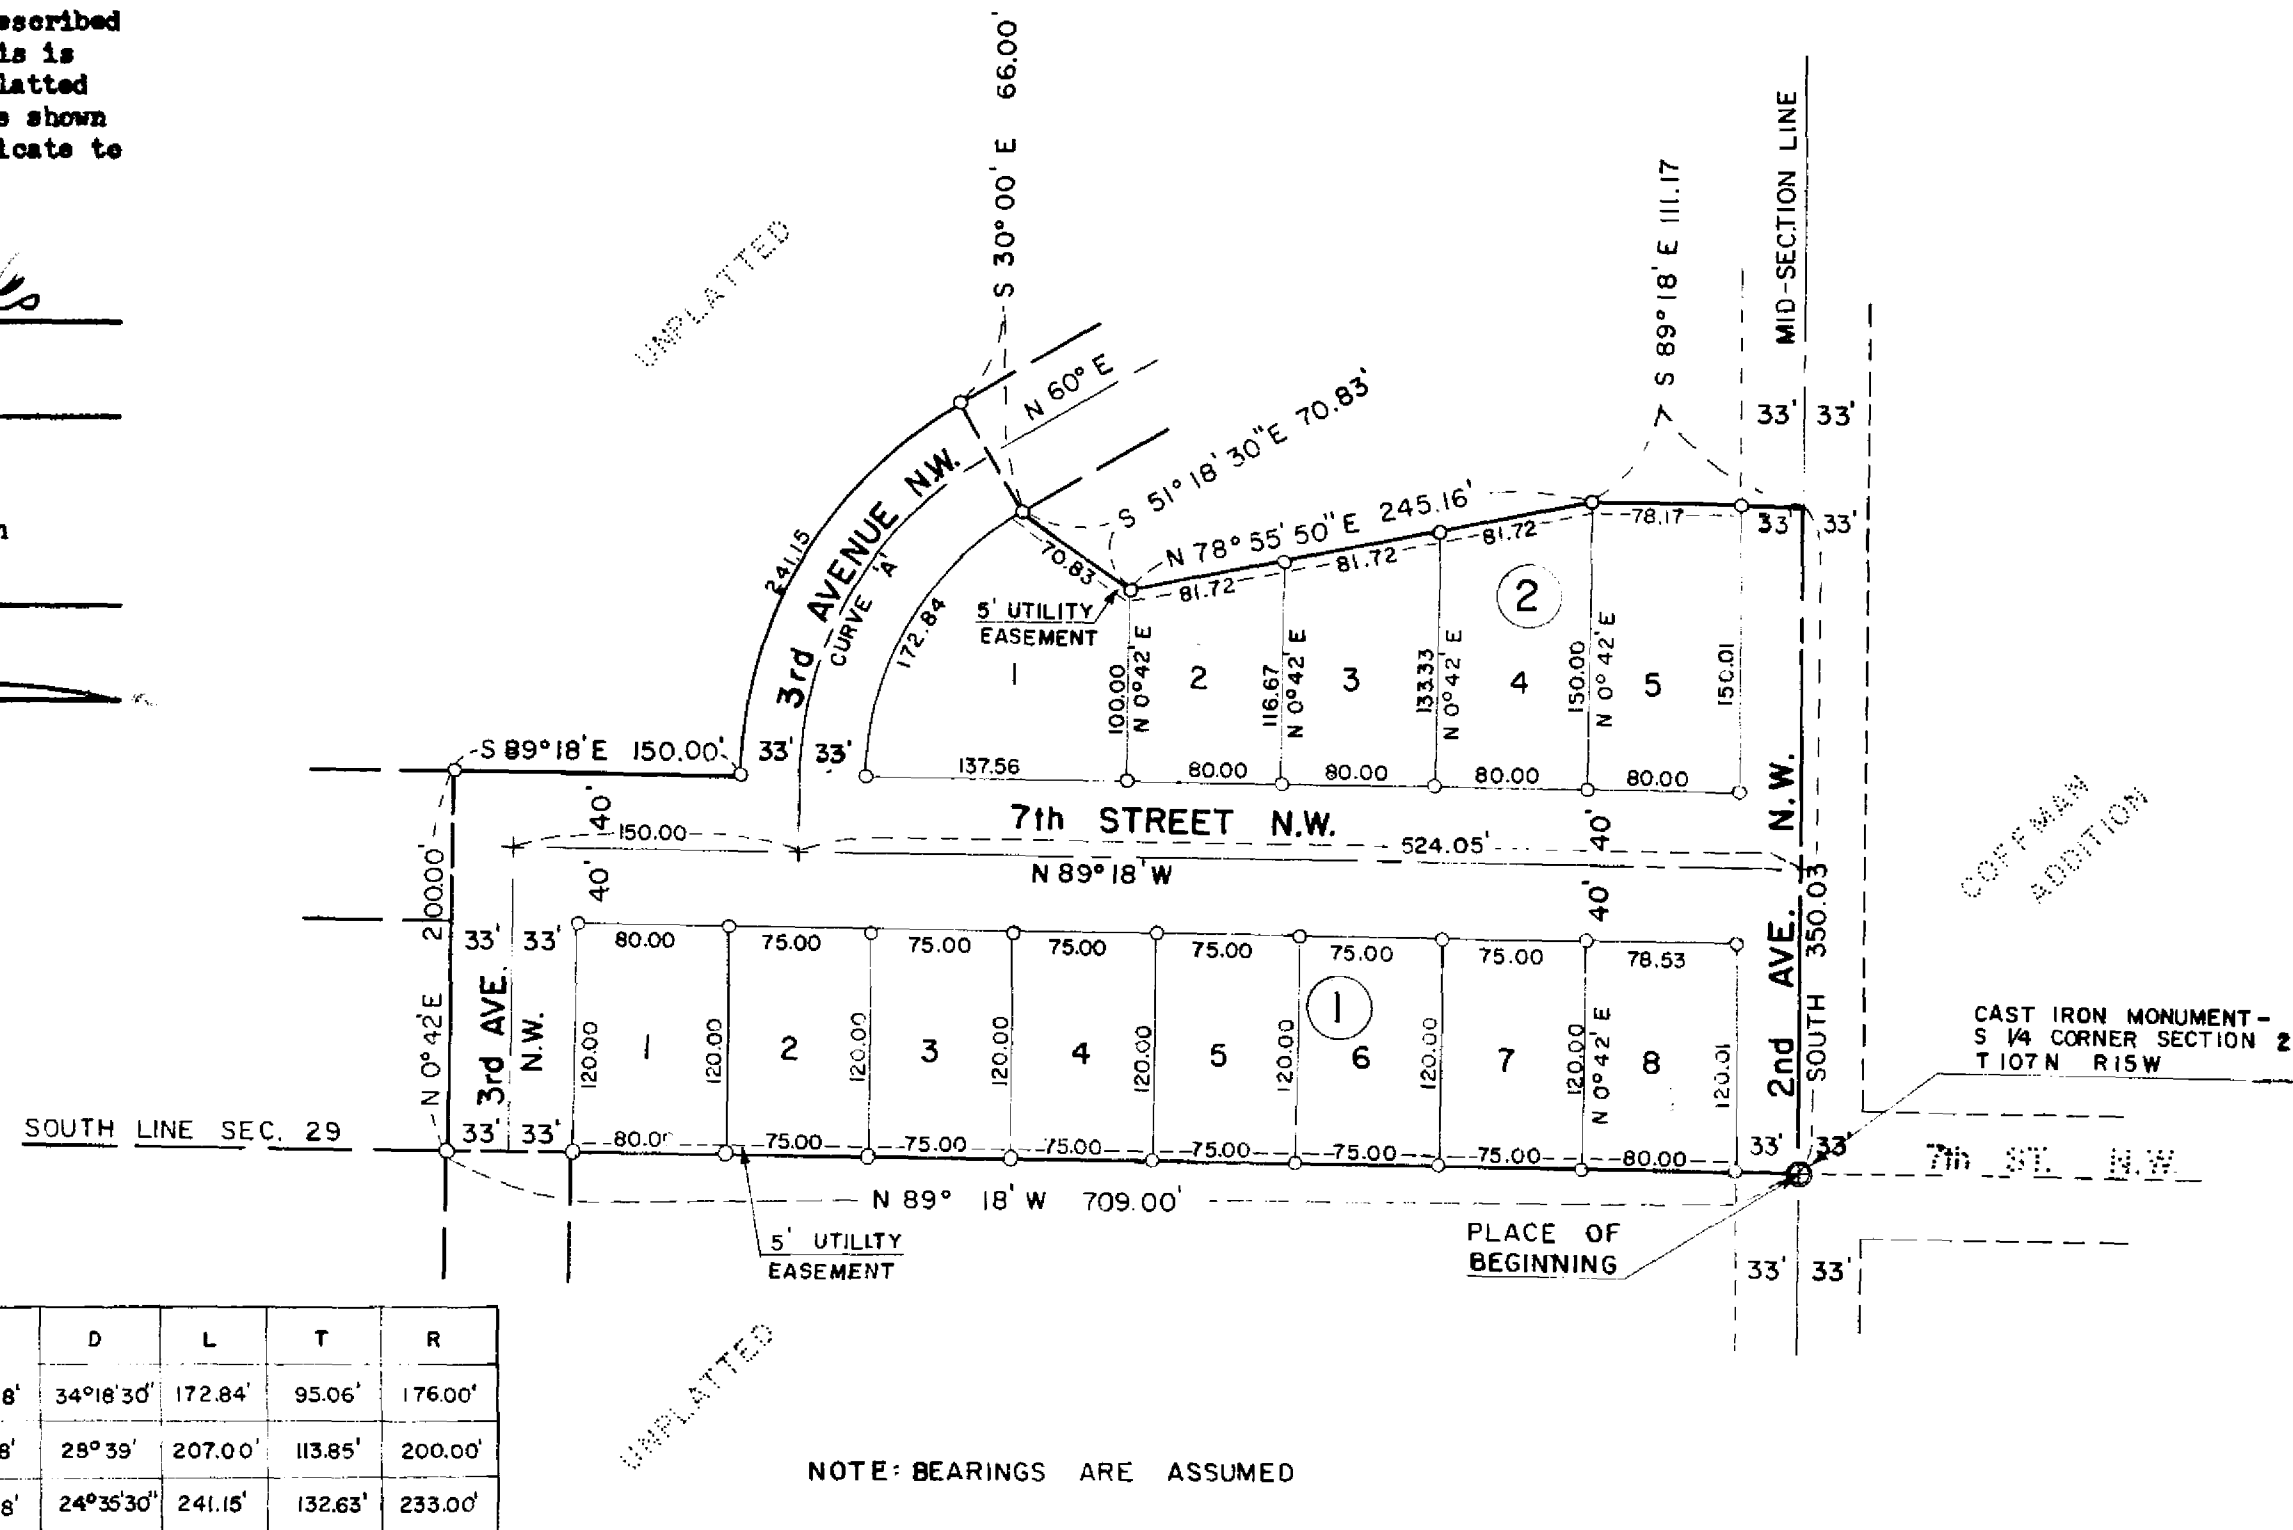 escribed
is is
latted
s shown
icate to
S 30°00' E 66.00'
MID-SECTION LINE
S 89°18' E 111.17
UNPLATTED
N 60° E
33' 33'
S 51° 18' 30" E 70.83'
N 78° 55' 50" E 245.16'
78.17
33' 33'
241.15
3rd AVENUE N.W.
CURVE 'A'
172.84
70.83
81.72
81.72
81.72
5' UTILITY
EASEMENT
2
1
2
3
4
5
100.00
N 0°42' E
116.67
N 0°42' E
133.33
N 0°42' E
150.00
N 0°42' E
150.01
S 89°18' E 150.00'
33' 33'
137.56
80.00
80.00
80.00
80.00
40'
150.00
7th STREET N.W.
524.05'
40'
N 89°18' W
40'
40'
COFFMAN
ADDITION
N 0°42' E 200.00'
33' 33'
80.00
75.00
75.00
75.00
75.00
75.00
75.00
78.53
2nd AVE. N.W.
SOUTH 350.03
3rd AVE.
N.W.
1
120.00
1
120.00
2
120.00
3
120.00
4
120.00
5
120.00
6
120.00
7
120.00
N 0°42' E
8
120.01
CAST IRON MONUMENT-
S 1/4 CORNER SECTION 2
T 107 N R 15 W
SOUTH LINE SEC. 29
33' 33'
75.00
75.00
75.00
75.00
75.00
75.00
80.00
33' 33'
7th ST. N.W.
N 89° 18' W 709.00'
5' UTILITY
EASEMENT
PLACE OF
BEGINNING
33' 33'
D L T R
8' 34°18'30" 172.84' 95.06' 176.00'
8' 28°39' 207.00' 113.85' 200.00'
8' 24°35'30" 241.15' 132.63' 233.00'
UNPLATTED
NOTE: BEARINGS ARE ASSUMED